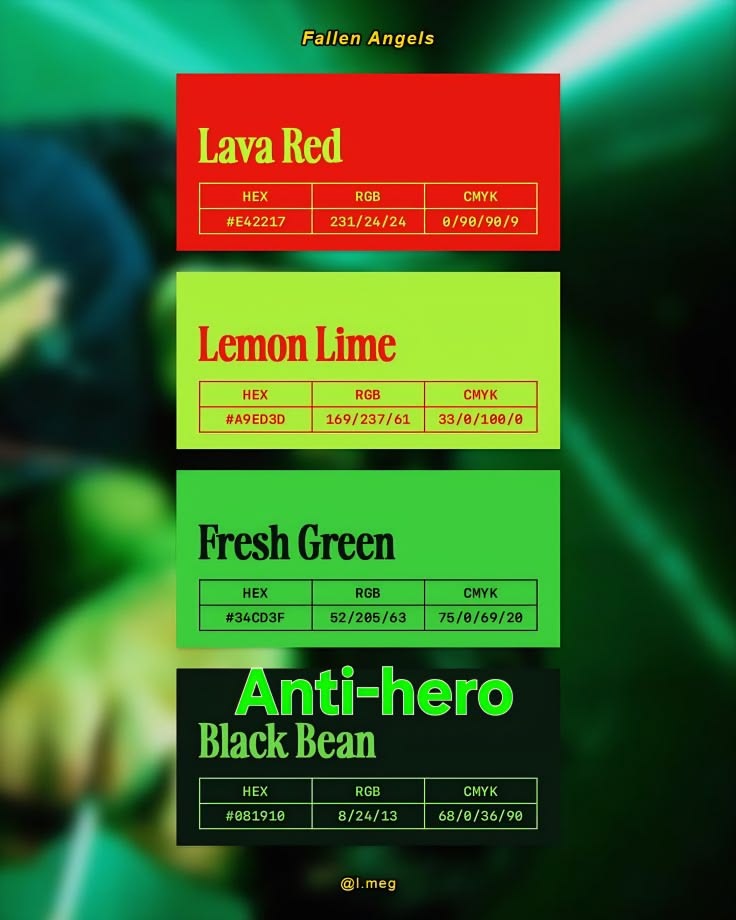 Fallen Angels
Lava Red
HEX RGB CMYK
#E42217 231/24/24 0/90/90/9
Lemon Lime
HEX RGB CMYK
#A9ED3D 169/237/61 33/0/100/0
Fresh Green
HEX RGB CMYK
#34CD3F 52/205/63 75/0/69/20
Anti-hero
Black Bean
HEX RGB CMYK
#081910 8/24/13 68/0/36/90
@l.meg